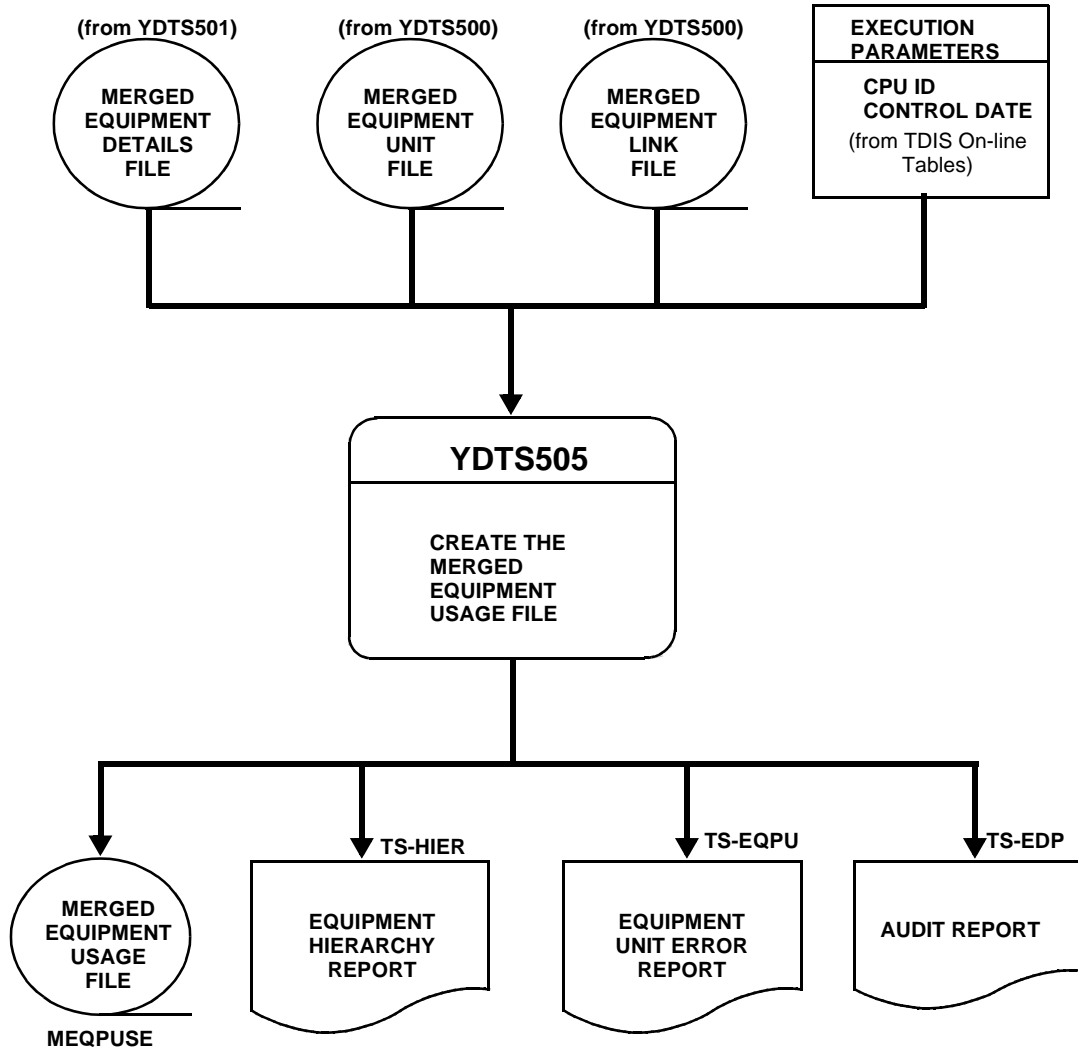 (from YDTS501)
(from YDTS500)
(from YDTS500)
MERGED
EQUIPMENT
DETAILS
FILE
MERGED
EQUIPMENT
UNIT
FILE
MERGED
EQUIPMENT
LINK
FILE
EXECUTION
PARAMETERS
CPU ID
CONTROL DATE
(from TDIS On-line
Tables)
YDTS505
CREATE THE
MERGED
EQUIPMENT
USAGE FILE
TS-HIER
TS-EQPU
TS-EDP
MERGED
EQUIPMENT
USAGE
FILE
MEQPUSE
EQUIPMENT
HIERARCHY
REPORT
EQUIPMENT
UNIT ERROR
REPORT
AUDIT REPORT